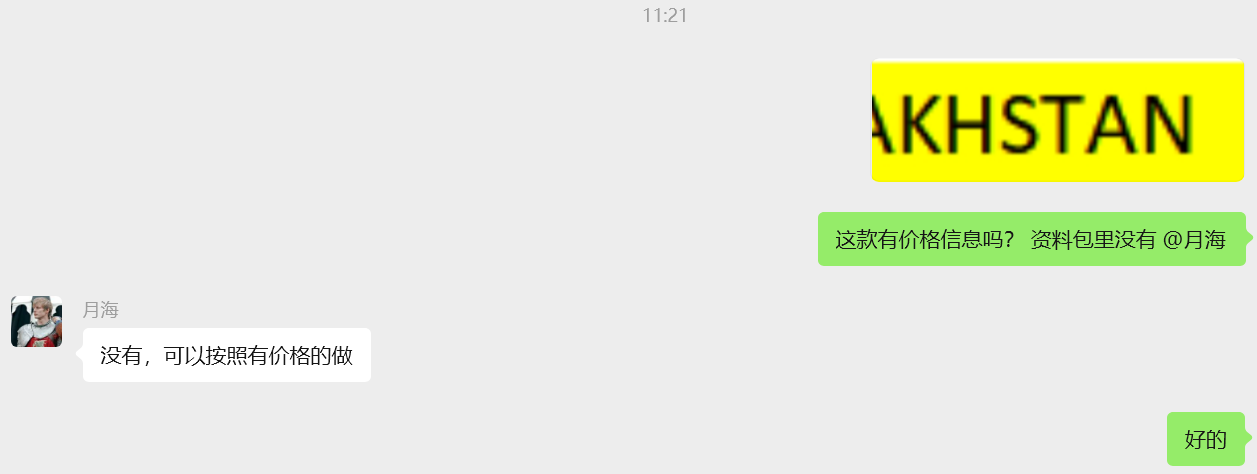 11:21
AKHSTAN
这款有价格信息吗？ 资料包里没有 @月海
月海
没有，可以按照有价格的做
好的